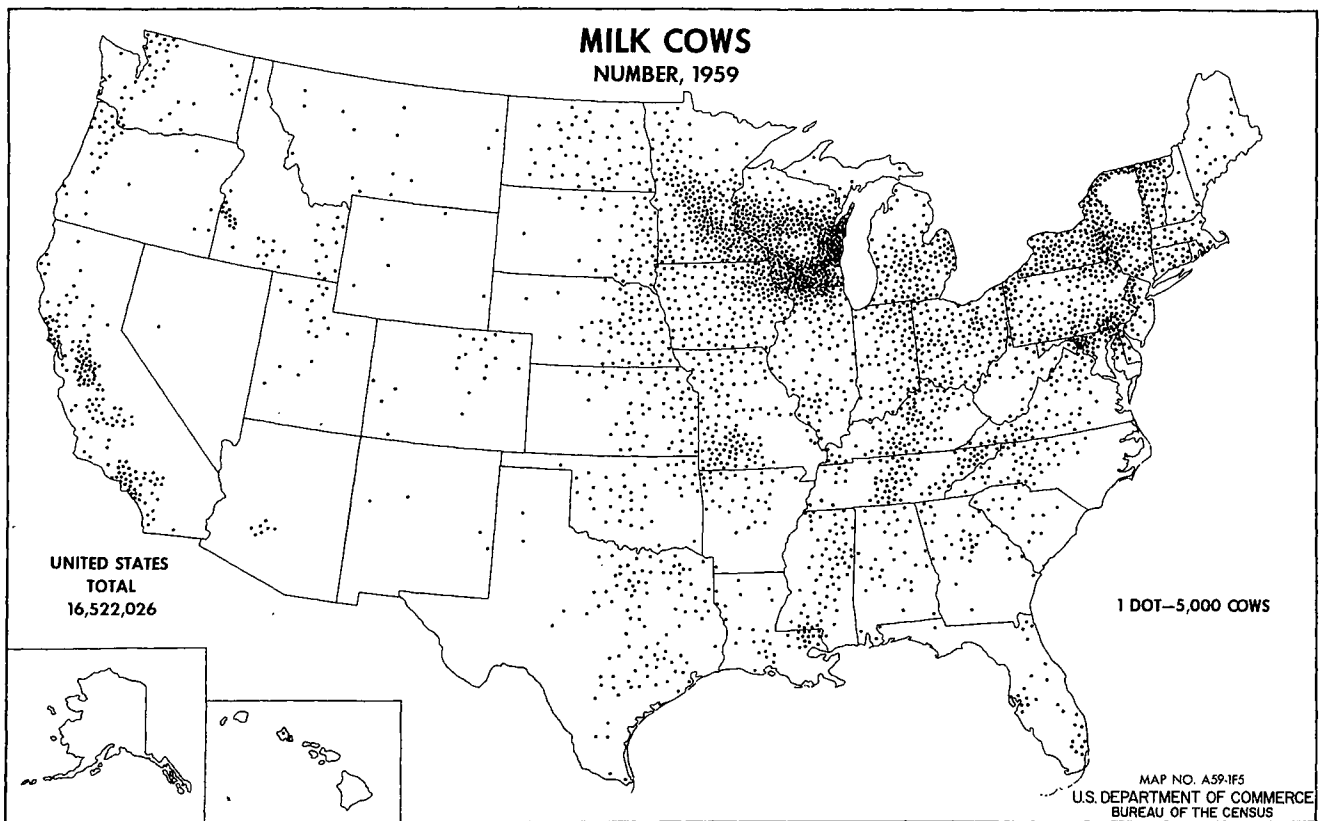 MILK COWS
NUMBER, 1959
UNITED STATES
TOTAL
16,522,026
1 DOT—5,000 COWS
MAP NO. A59-1F5
U.S. DEPARTMENT OF COMMERCE
BUREAU OF THE CENSUS